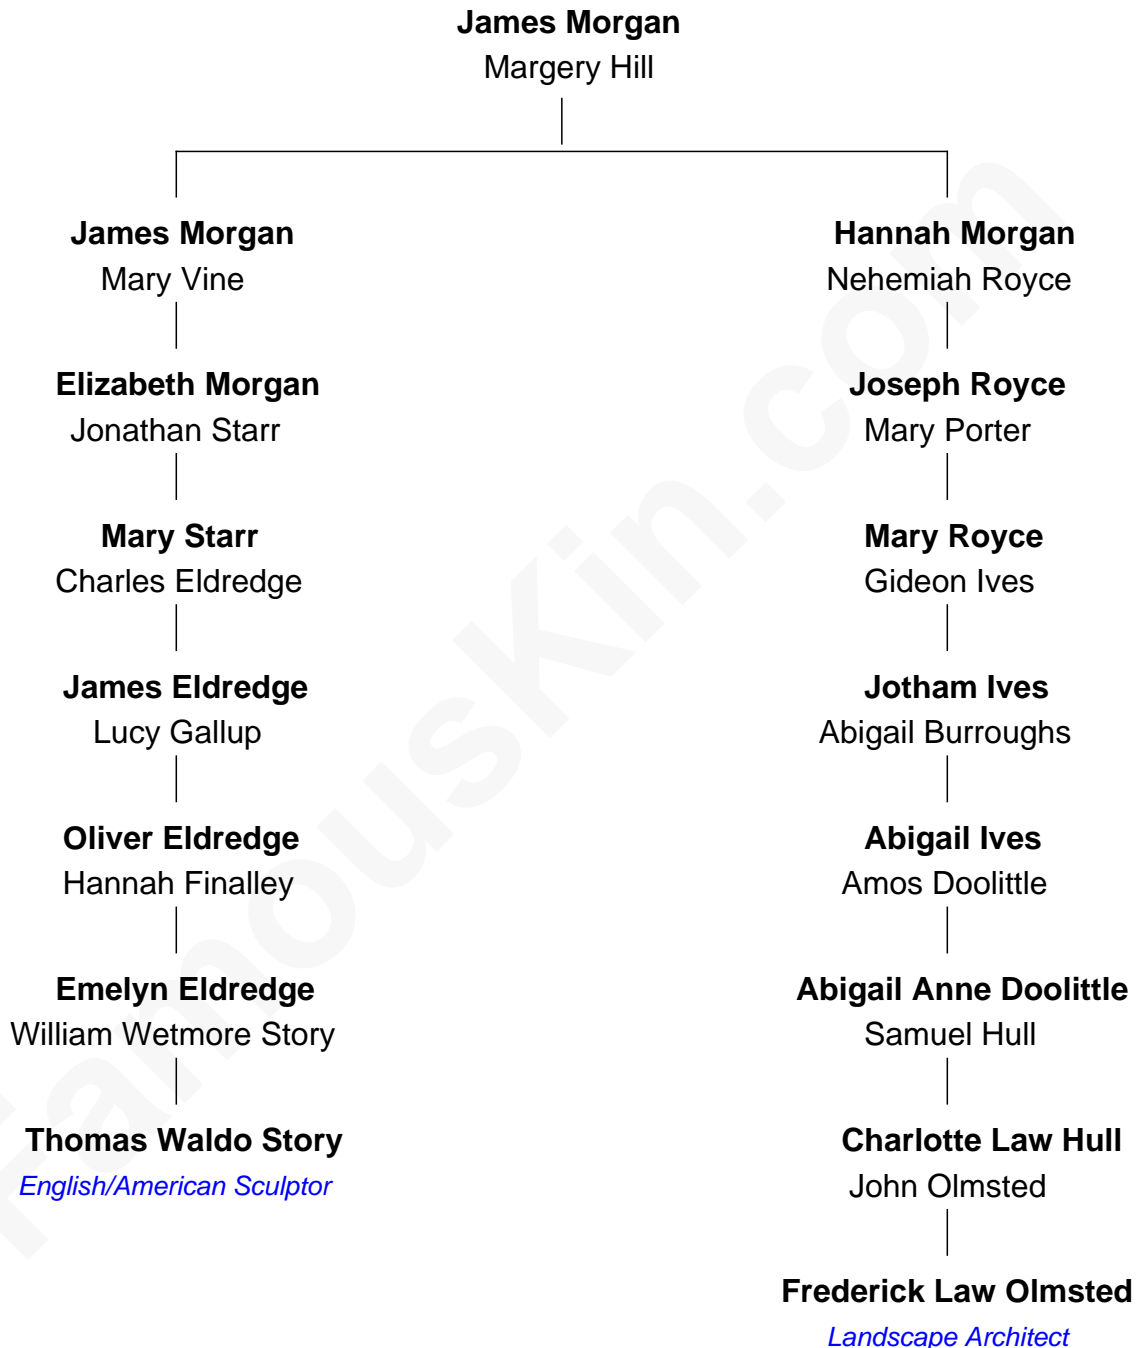 James Morgan
Margery Hill
James Morgan
Mary Vine
Hannah Morgan
Nehemiah Royce
Elizabeth Morgan
Jonathan Starr
Joseph Royce
Mary Porter
Mary Starr
Charles Eldredge
Mary Royce
Gideon Ives
James Eldredge
Lucy Gallup
Jotham Ives
Abigail Burroughs
Oliver Eldredge
Hannah Finalley
Abigail Ives
Amos Doolittle
Emelyn Eldredge
William Wetmore Story
Abigail Anne Doolittle
Samuel Hull
Thomas Waldo Story
English/American Sculptor
Charlotte Law Hull
John Olmsted
Frederick Law Olmsted
Landscape Architect
FamousKin.com